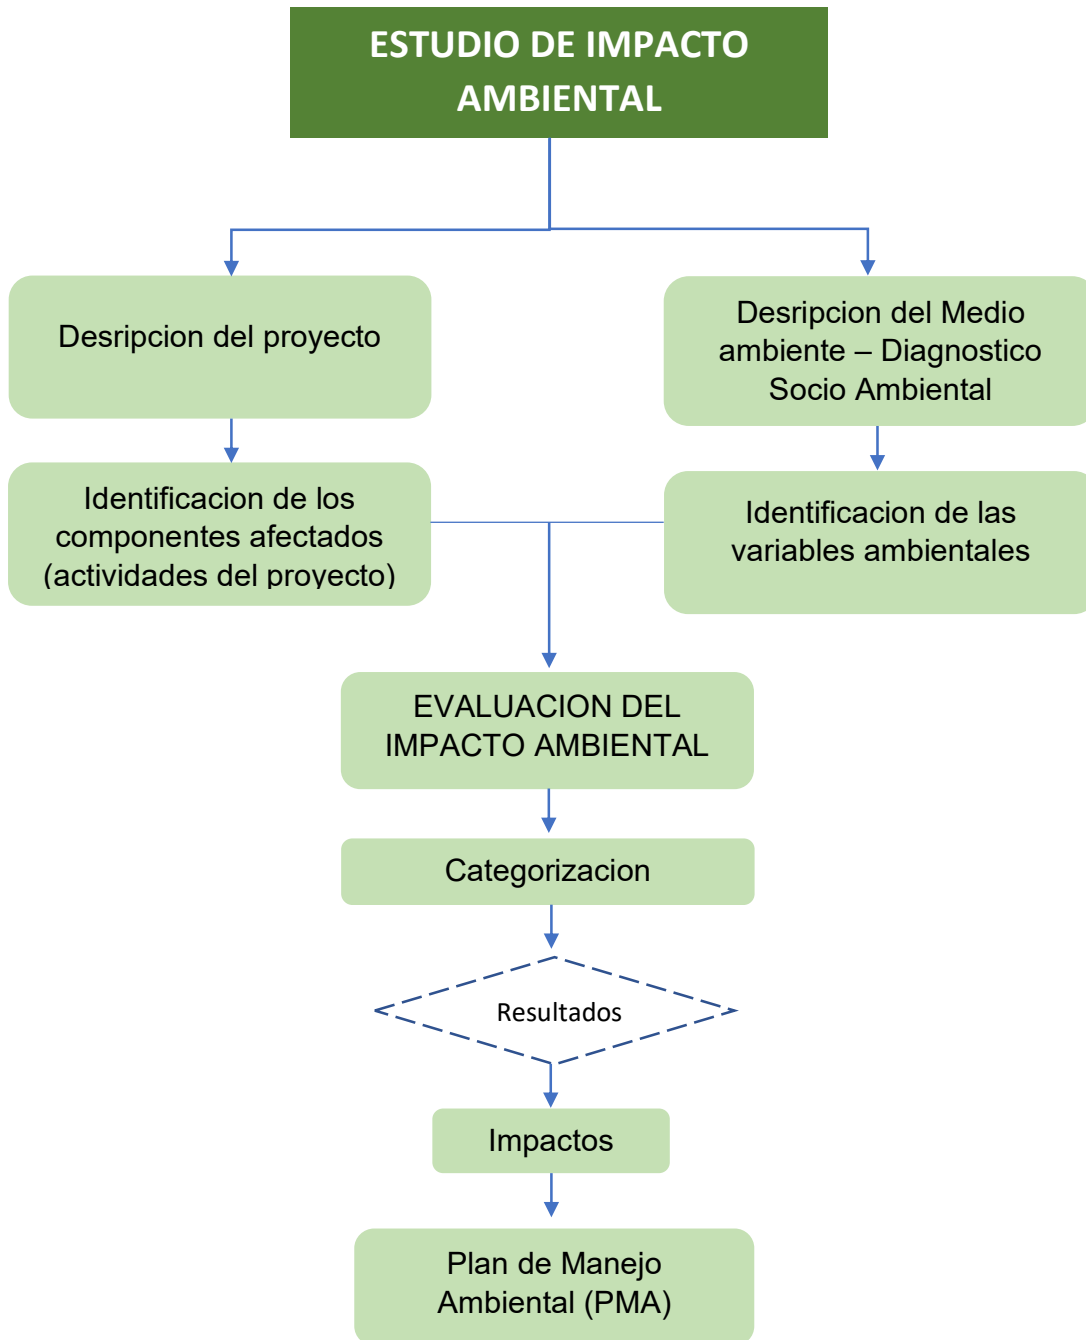 ESTUDIO DE IMPACTO
AMBIENTAL
Desripcion del proyecto
Desripcion del Medio
ambiente – Diagnostico
Socio Ambiental
Identificacion de los
componentes afectados
(actividades del proyecto)
Identificacion de las
variables ambientales
EVALUACION DEL
IMPACTO AMBIENTAL
Categorizacion
Resultados
Impactos
Plan de Manejo
Ambiental (PMA)